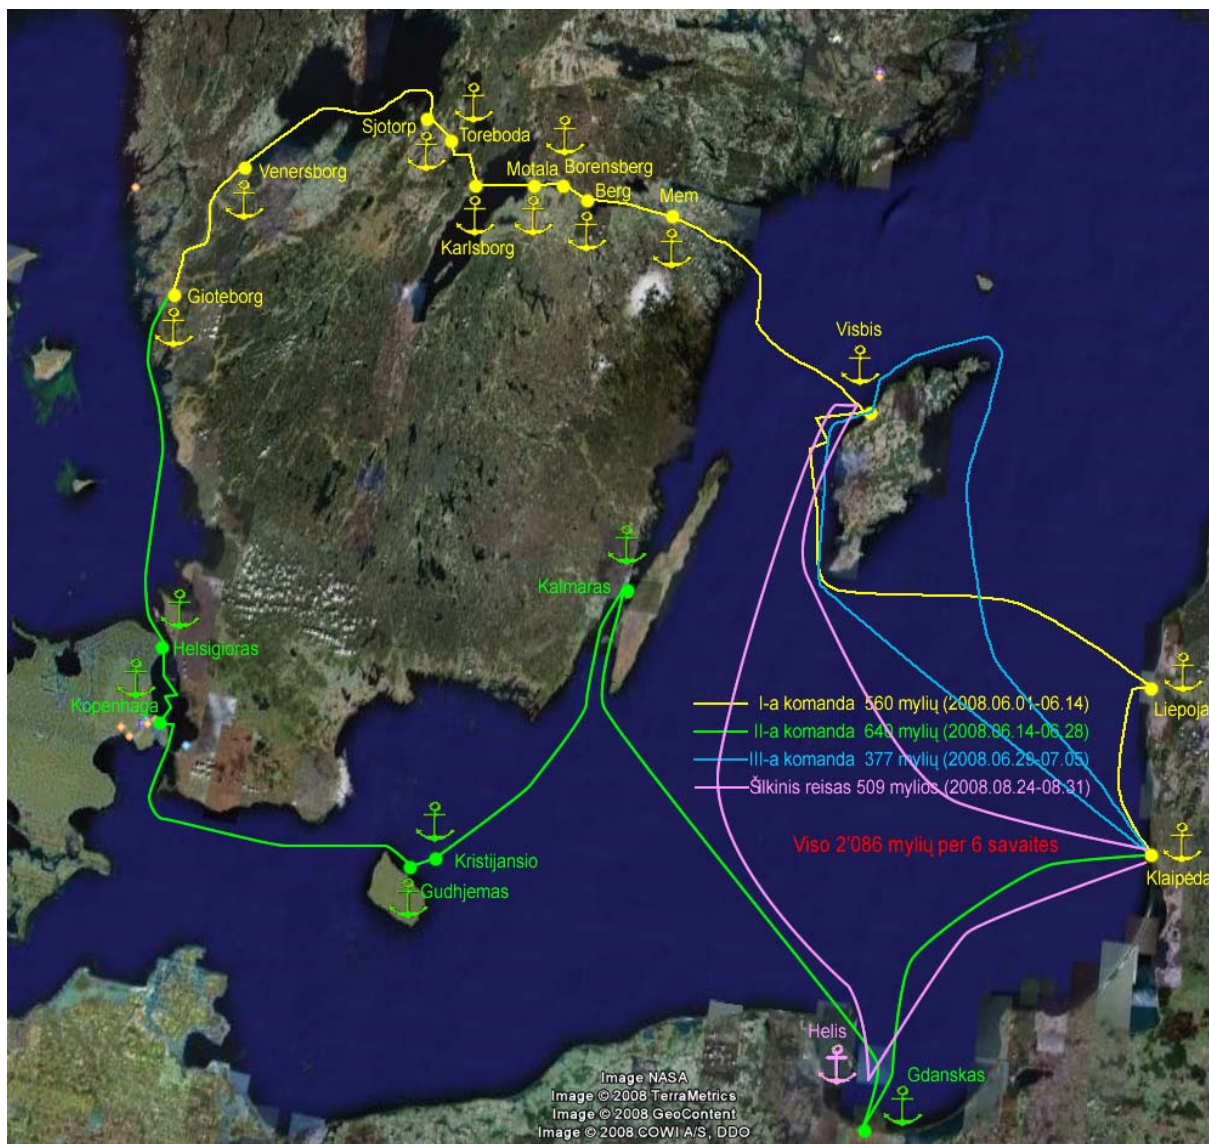 Sjotorp
Toreboda
Venersborg
Motala
Borensberg
Berg
Mem
Karlsborg
Gioteborg
Visbis
Kalmaras
Helsigioras
Kopenhaga
Liepoja
I-a komanda 560 mylių (2008.06.01-06.14)
II-a komanda 640 mylių (2008.06.14-06.28)
III-a komanda 377 mylių (2008.06.29-07.05)
Šilkinis reisas 509 mylios (2008.08.24-08.31)
Viso 2'086 mylių per 6 savaites
Kristijansio
Gudhjemas
Klaipėda
Helis
Gdanskas
Image NASA
Image © 2008 TerraMetrics
Image © 2008 GeoContent
Image © 2008 COWI A/S, DDO